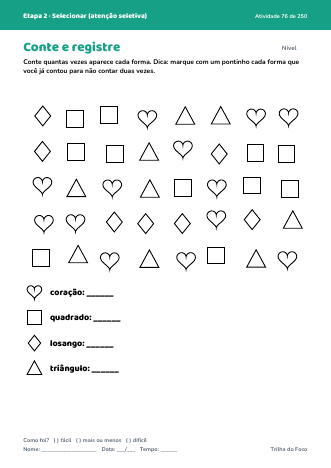 Etapa 2 · Selecionar (atenção seletiva)
Atividade 76 de 250
Conte e registre
Nível
Conte quantas vezes aparece cada forma. Dica: marque com um pontinho cada forma que
você já contou para não contar duas vezes.
coração: ______
quadrado: ______
losango: ______
triângulo: ______
Como foi? ( ) fácil ( ) mais ou menos ( ) difícil
Nome: ____________________ Data: ___/___ Tempo: ______
Trilha do Foco